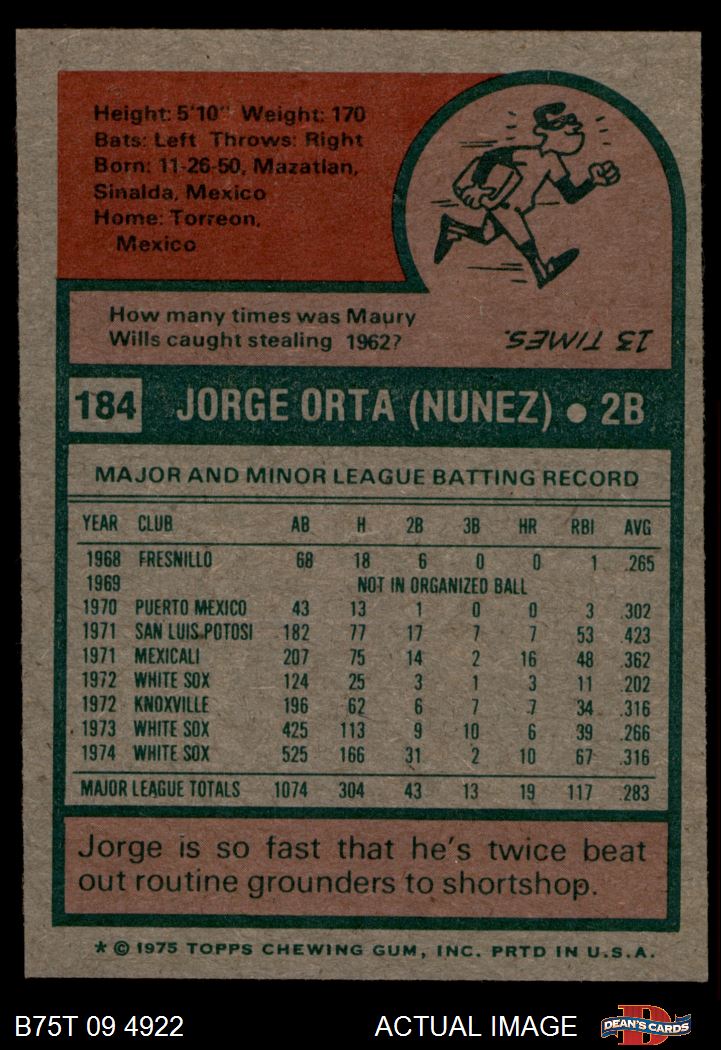 Height: 5'10" Weight: 170
Bats: Left Throws: Right
Born: 11-26-50, Mazatlan,
Sinalda, Mexico
Home: Torreon,
Mexico
How many times was Maury
Wills caught stealing 1962?
13 TIMES.
184 JORGE ORTA (NUNEZ) • 2B
MAJOR AND MINOR LEAGUE BATTING RECORD
YEAR CLUB AB H 2B 3B HR RBI AVG
1968 FRESNILLO 68 18 6 0 0 1 .265
1969 NOT IN ORGANIZED BALL
1970 PUERTO MEXICO 43 13 1 0 0 3 .302
1971 SAN LUIS POTOSI 182 77 17 7 7 53 .423
1971 MEXICALI 207 75 14 2 16 48 .362
1972 WHITE SOX 124 25 3 1 3 11 .202
1972 KNOXVILLE 196 62 6 7 7 34 .316
1973 WHITE SOX 425 113 9 10 6 39 .266
1974 WHITE SOX 525 166 31 2 10 67 .316
MAJOR LEAGUE TOTALS 1074 304 43 13 19 117 .283
Jorge is so fast that he's twice beat
out routine grounders to shortshop.
* © 1975 TOPPS CHEWING GUM, INC. PRTD IN U.S.A.
B75T 09 4922 ACTUAL IMAGE D DEAN'S CARDS